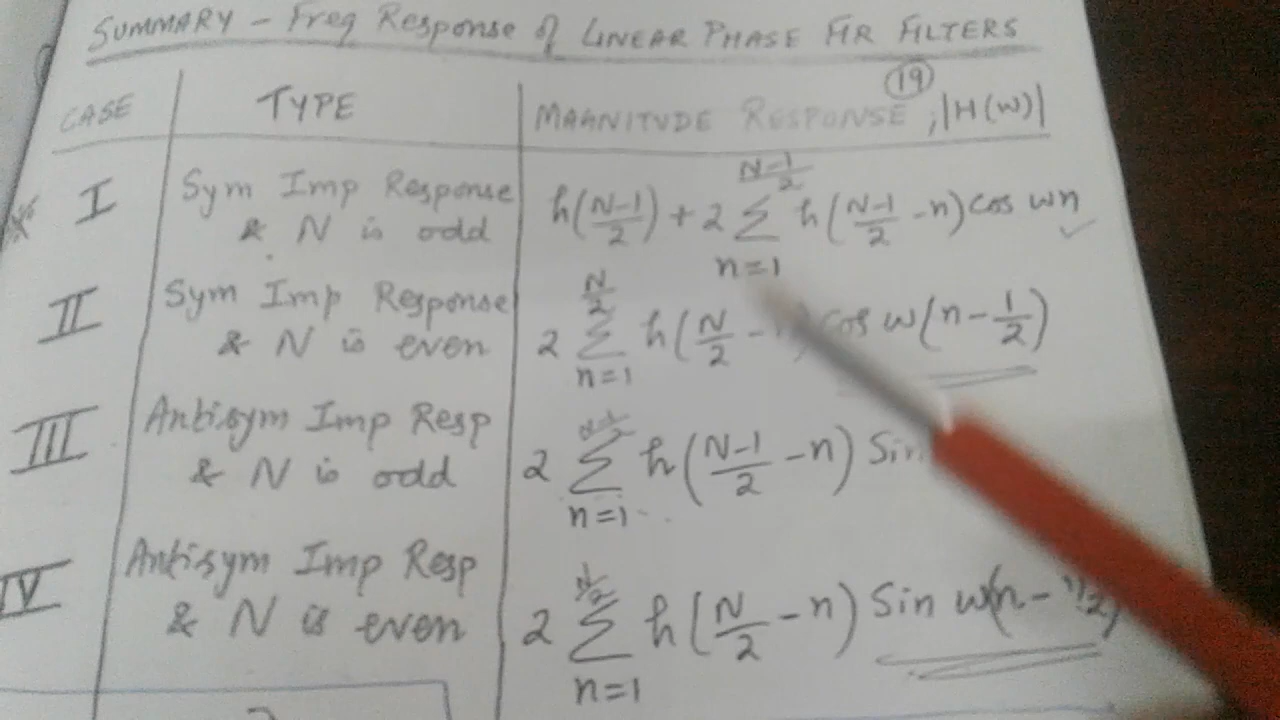 SUMMARY - Freq Response of LINEAR PHASE FIR FILTERS
19
CASE TYPE MAGNITUDE RESPONSE, |H(w)|
I Sym Imp Response & N is odd h(N-1/2) + 2 Σ_{n=1}^{N-1/2} h(N-1/2 - n) cos wn
II Sym Imp Response & N is even 2 Σ_{n=1}^{N/2} h(N/2 - n) cos w(n - 1/2)
III Antisym Imp Resp & N is odd 2 Σ_{n=1} h(N-1/2 - n) Sin
IV Antisym Imp Resp & N is even 2 Σ_{n=1}^{N/2} h(N/2 - n) Sin w(n - 1/2)